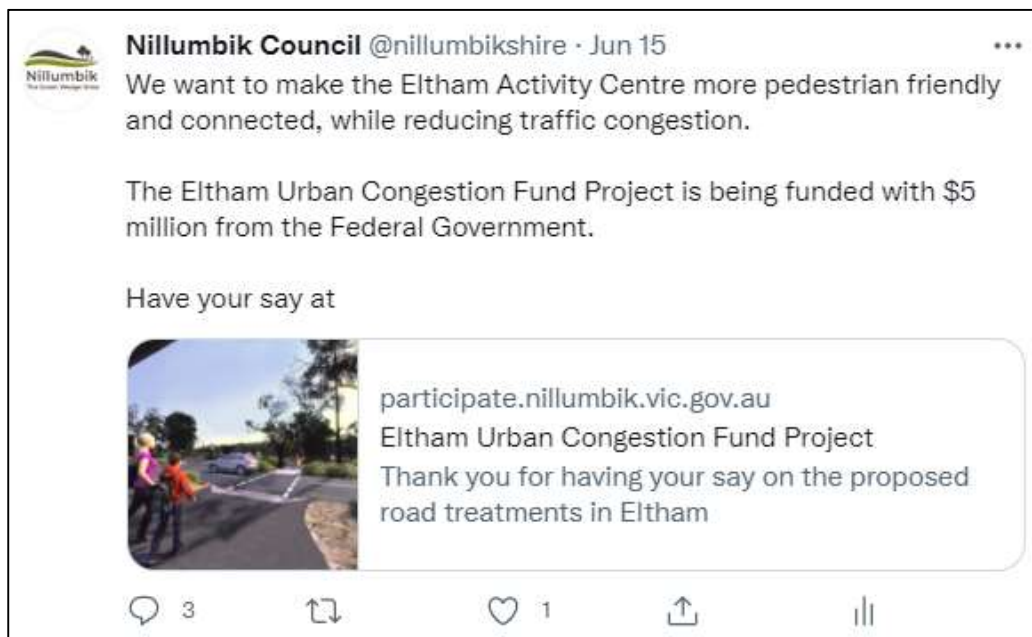 Nillumbik Council @nillumbikshire · Jun 15
Nillumbik
We want to make the Eltham Activity Centre more pedestrian friendly
and connected, while reducing traffic congestion.
The Eltham Urban Congestion Fund Project is being funded with $5
million from the Federal Government.
Have your say at
participate.nillumbik.vic.gov.au
Eltham Urban Congestion Fund Project
Thank you for having your say on the proposed
road treatments in Eltham
3
1